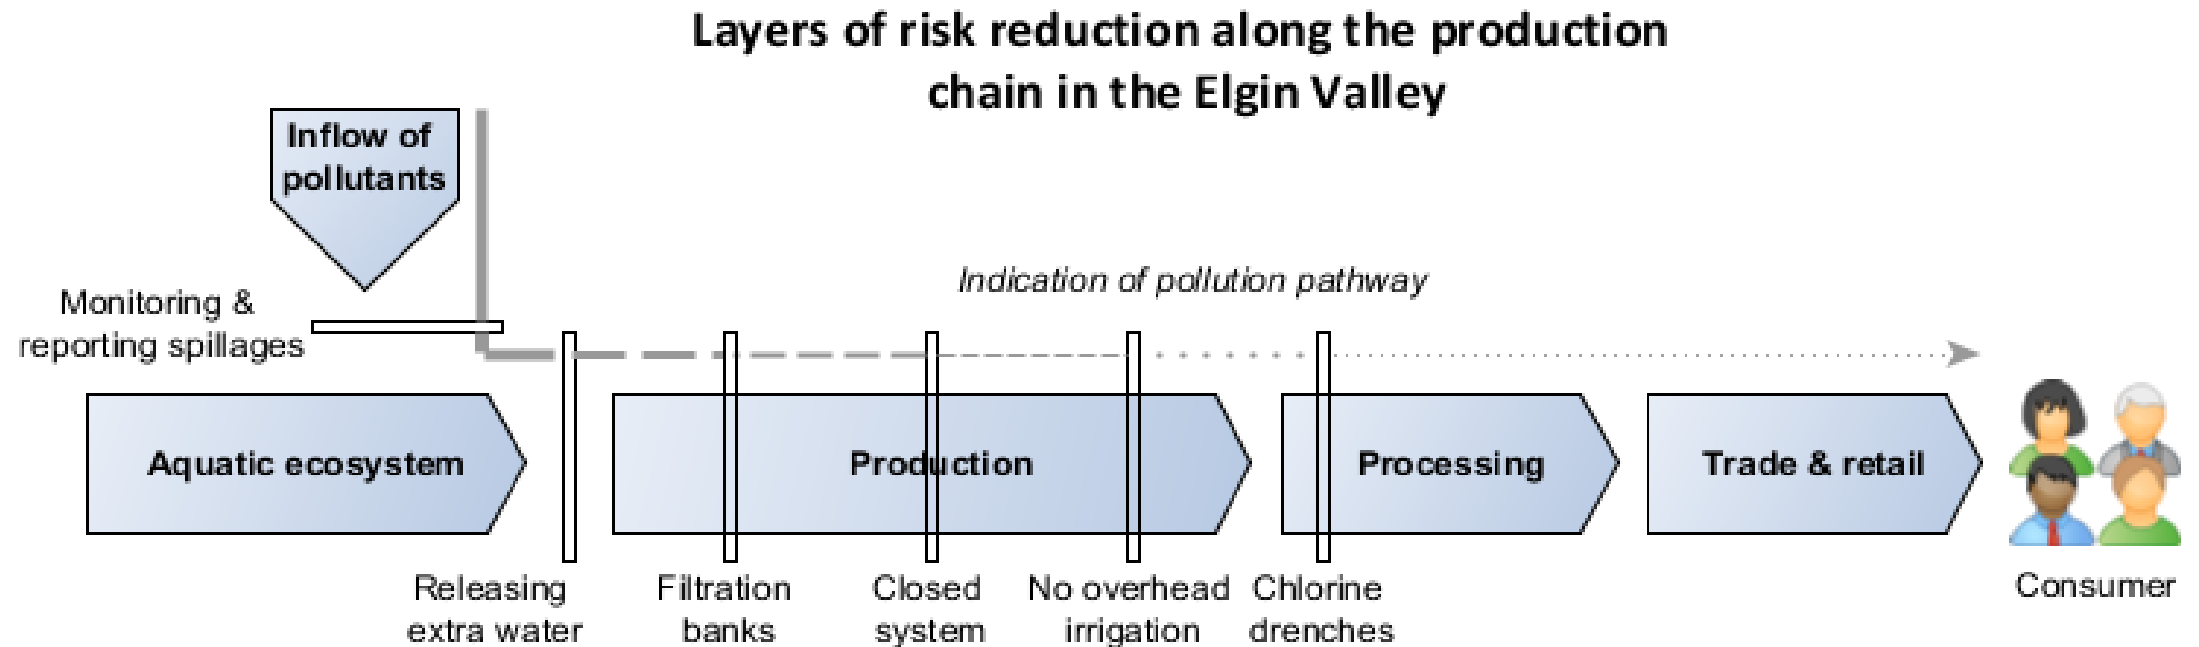 Layers of risk reduction along the production
chain in the Elgin Valley
Inflow of
pollutants
Indication of pollution pathway
Monitoring &
reporting spillages
Aquatic ecosystem
Production
Processing
Trade & retail
Releasing
extra water
Filtration
banks
Closed
system
No overhead
irrigation
Chlorine
drenches
Consumer